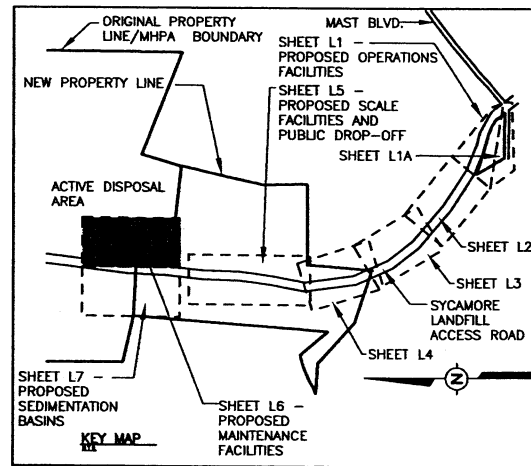 ORIGINAL PROPERTY
LINE/MHPA BOUNDARY
MAST BLVD.
SHEET L1 –
PROPOSED OPERATIONS
FACILITIES
NEW PROPERTY LINE
SHEET L5 –
PROPOSED SCALE
FACILITIES AND
PUBLIC DROP-OFF
SHEET L1A
ACTIVE DISPOSAL
AREA
SHEET L2
SHEET L3
SYCAMORE
LANDFILL
ACCESS ROAD
SHEET L4
SHEET L7 –
PROPOSED
SEDIMENTATION
BASINS
SHEET L6 –
PROPOSED
MAINTENANCE
FACILITIES
N
KEY MAP